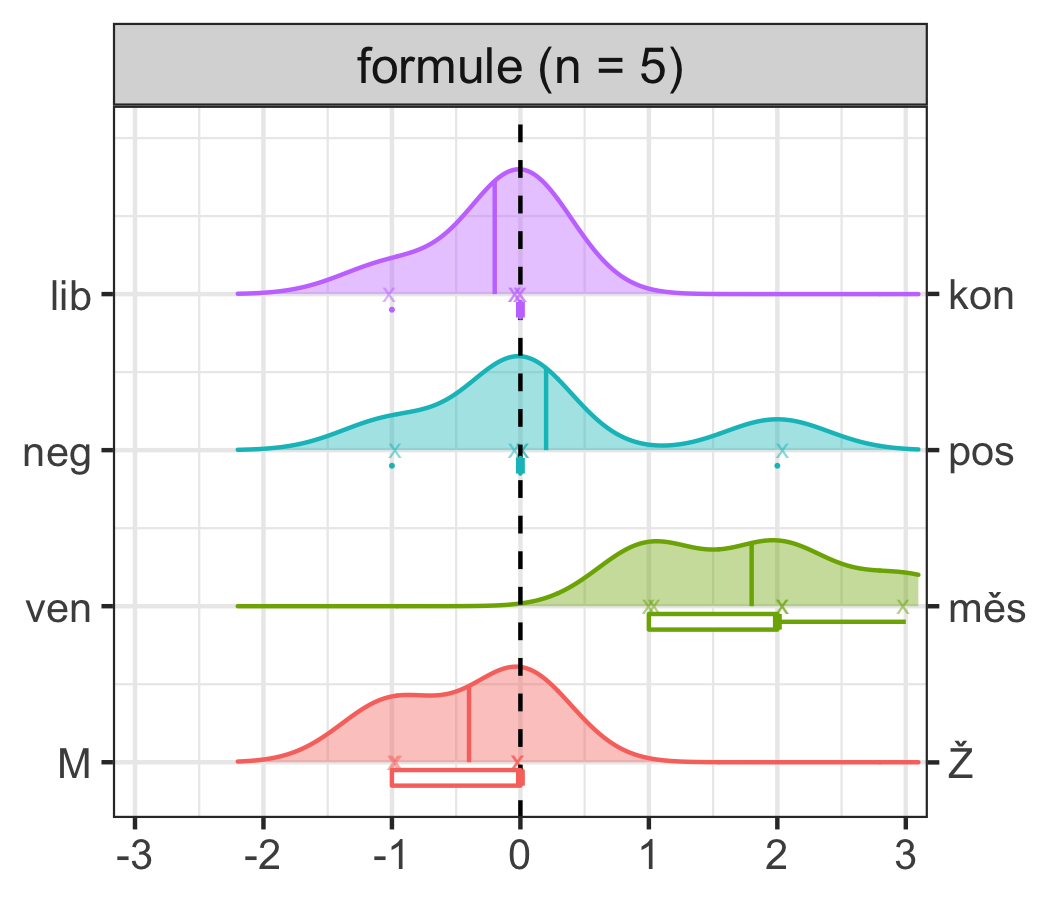 formule (n = 5)
lib kon
neg pos
ven měs
M Ž
-3 -2 -1 0 1 2 3